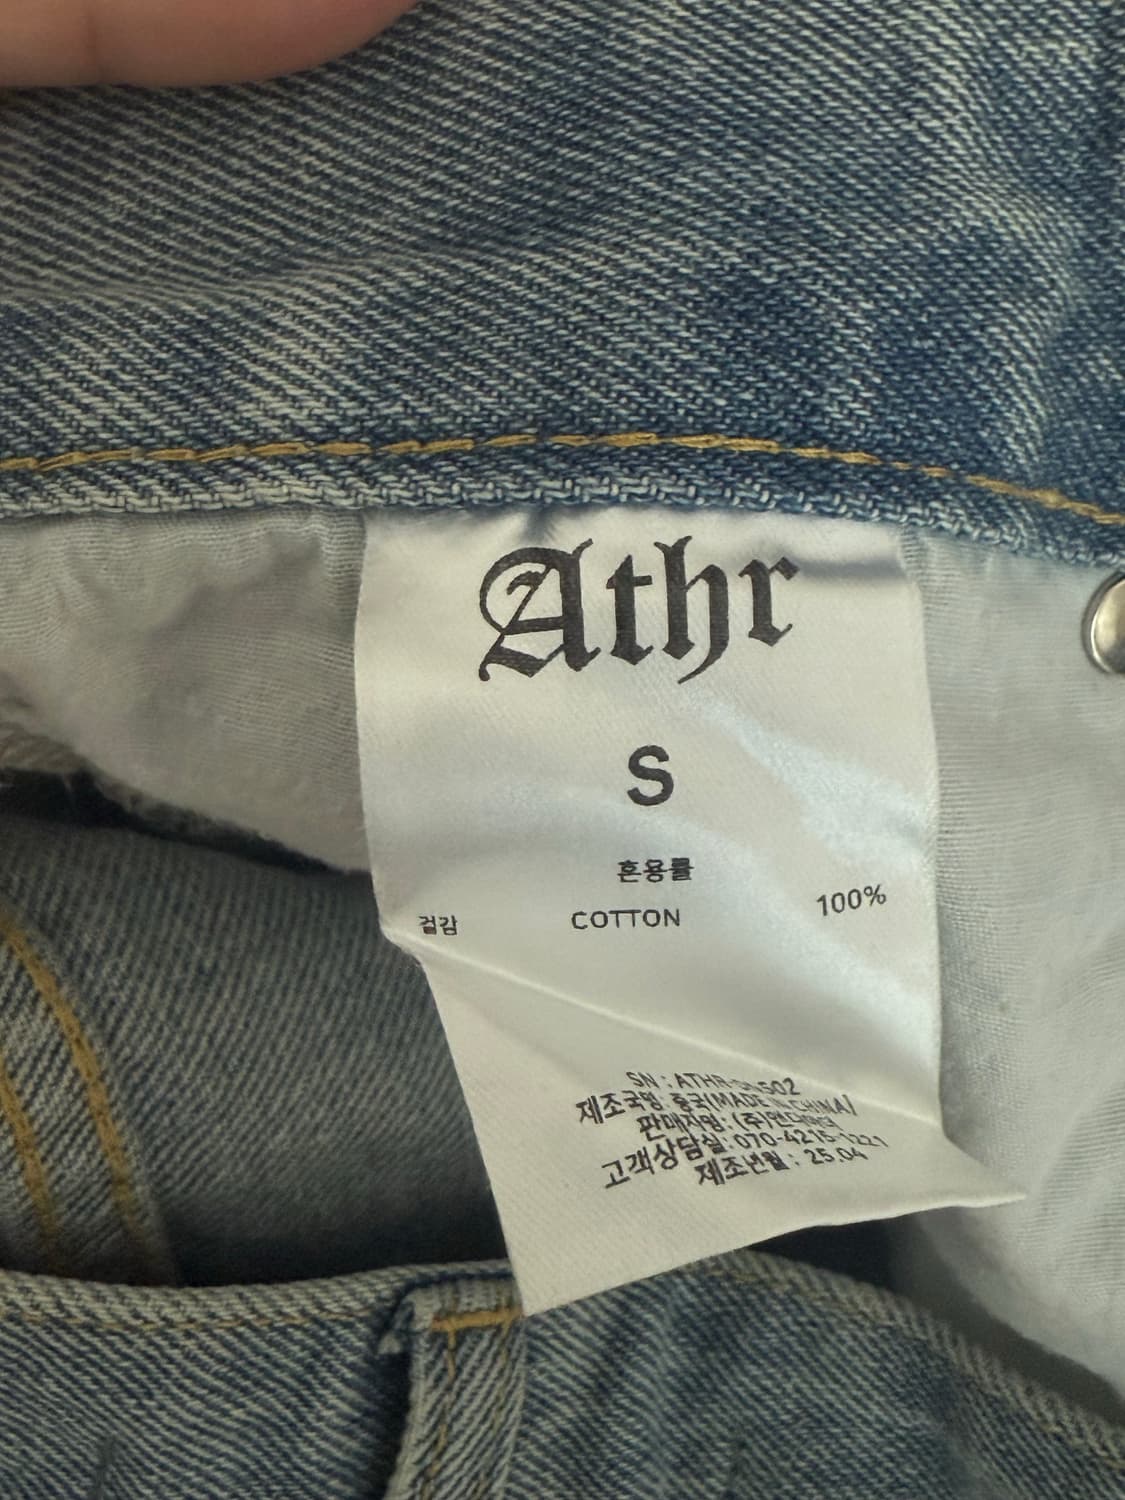 Athr
S
혼용률
겉감 COTTON 100%
SN : ATHR-
제조국명: 중국(MADE IN CHINA)
판매자명: (주)
고객상담실: 070-4215-1221
제조년월 : 25.04